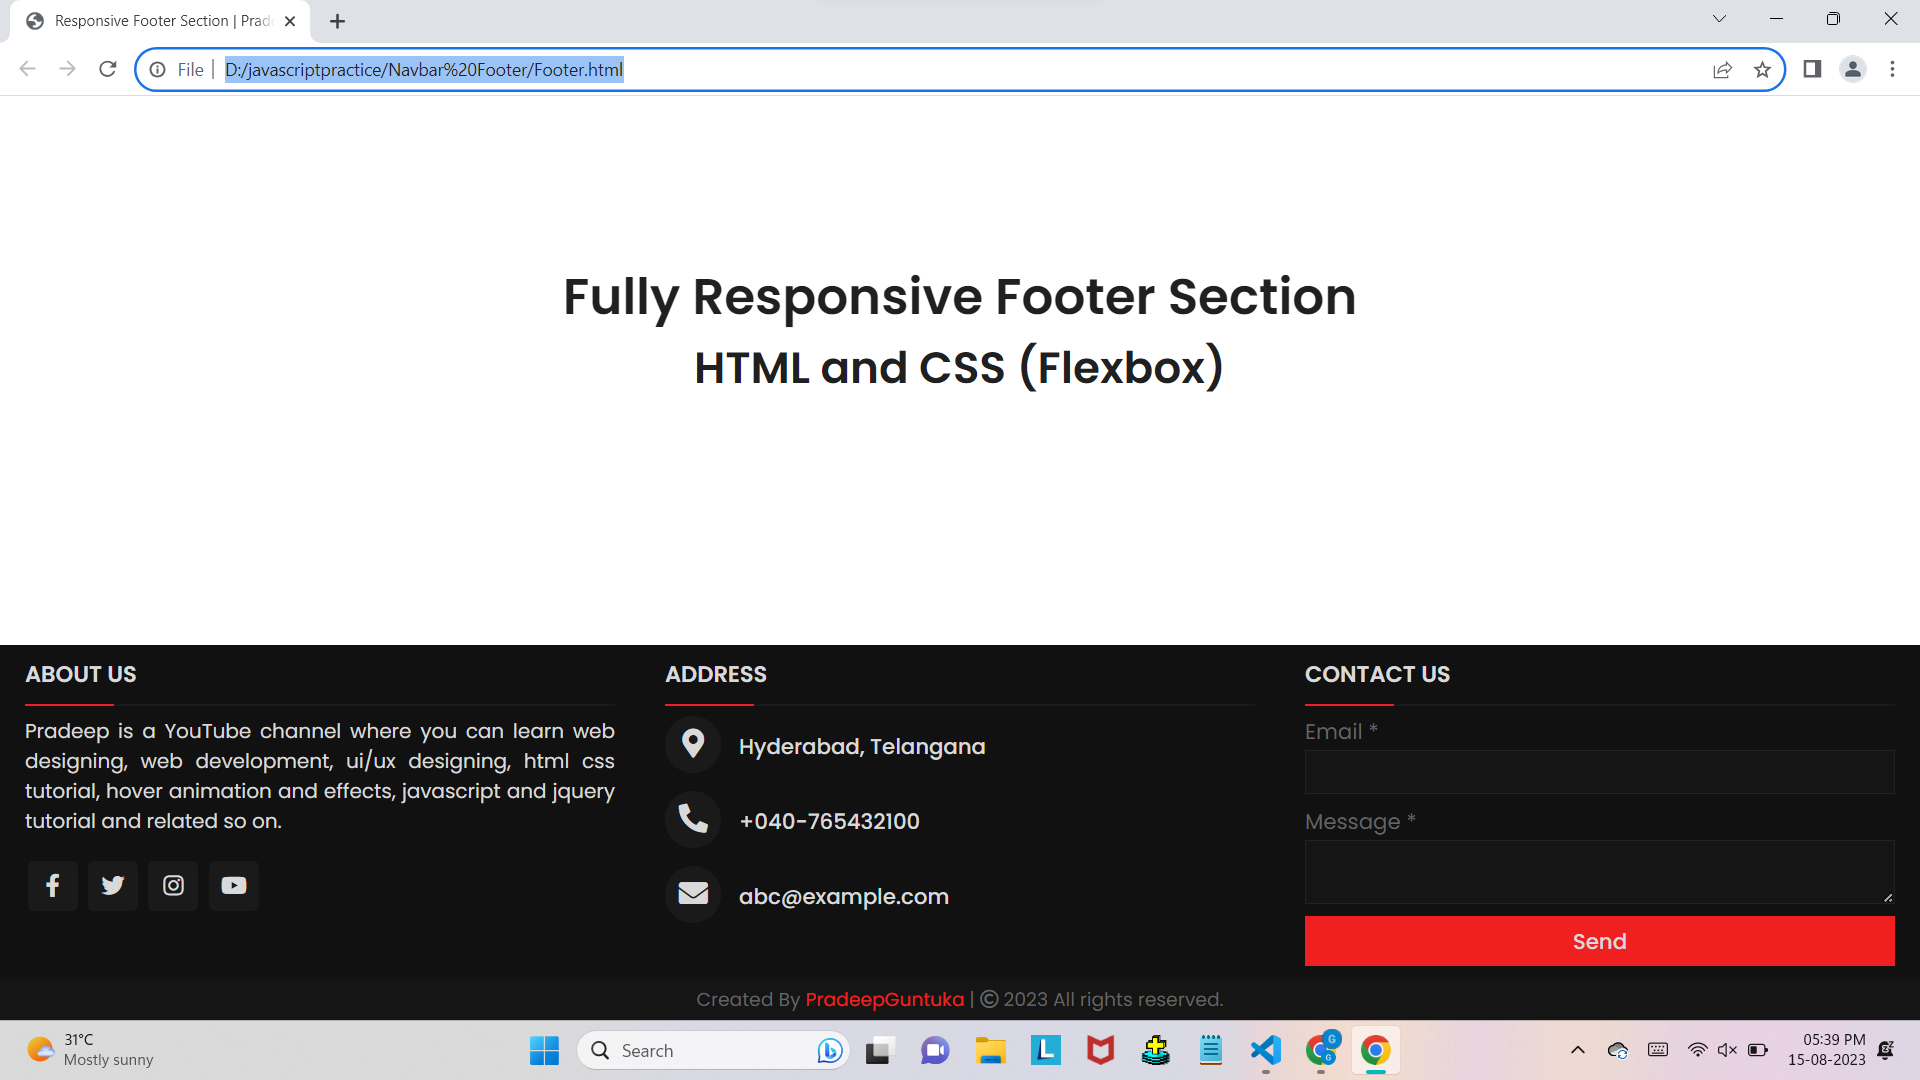 Responsive Footer Section | Prad
File
D:/javascriptpractice/Navbar%20Footer/Footer.html
Fully Responsive Footer Section
HTML and CSS (Flexbox)
ABOUT US
Pradeep is a YouTube channel where you can learn web
designing, web development, ui/ux designing, html css
tutorial, hover animation and effects, javascript and jquery
tutorial and related so on.
ADDRESS
Hyderabad, Telangana
+040-765432100
abc@example.com
CONTACT US
Email *
Message *
Send
Created By PradeepGuntuka | © 2023 All rights reserved.
31°C
Mostly sunny
Search
L
G
G
05:39 PM
15-08-2023